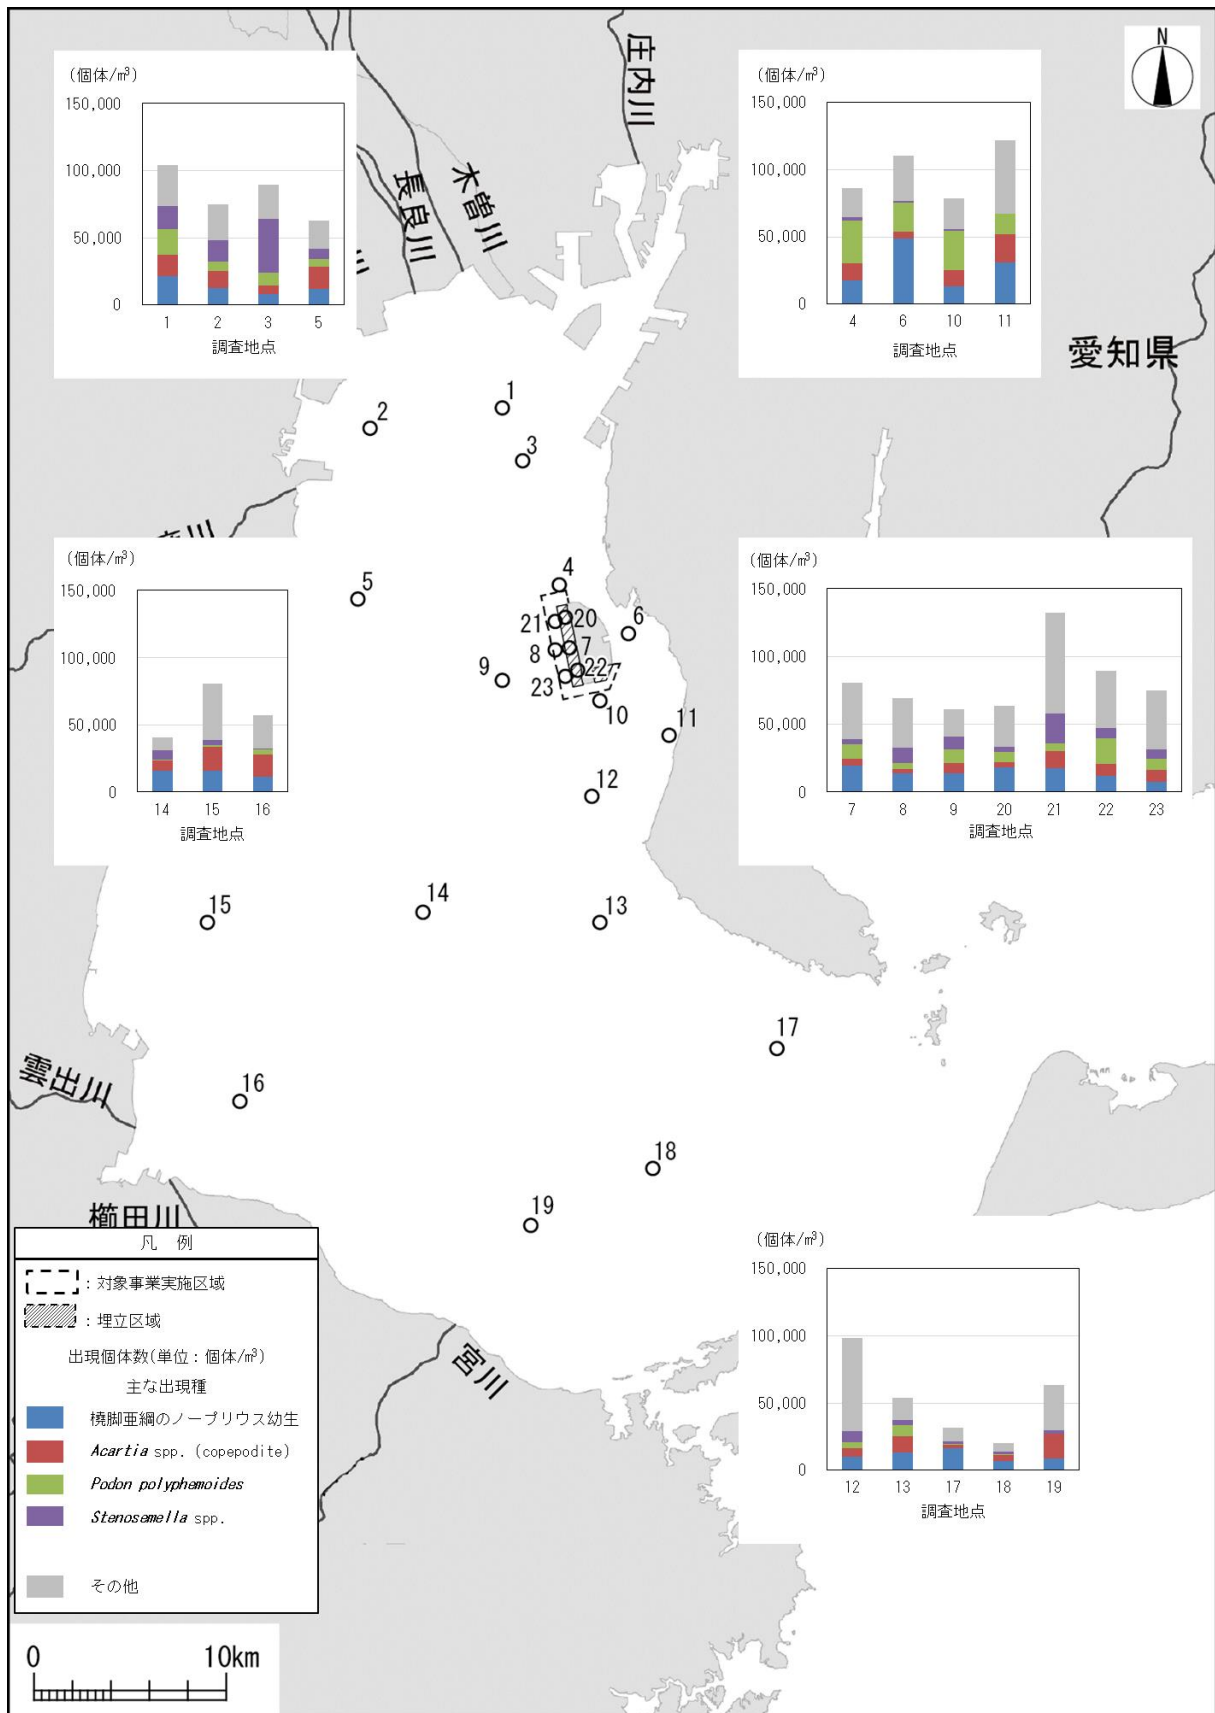 N
庄内川
木曽川
長良川
川
愛知県
(個体/m³)
150,000
100,000
50,000
0
1 2 3 5
調査地点
(個体/m³)
150,000
100,000
50,000
0
4 6 10 11
調査地点
川
(個体/m³)
150,000
100,000
50,000
0
14 15 16
調査地点
(個体/m³)
150,000
100,000
50,000
0
7 8 9 20 21 22 23
調査地点
1
2
3
4
5
20
21
6
7
8
22
9
23
10
11
12
14
15
13
17
16
18
19
雲出川
櫛田川
宮川
(個体/m³)
150,000
100,000
50,000
0
12 13 17 18 19
調査地点
凡 例
：対象事業実施区域
：埋立区域
出現個体数(単位：個体/m³)
主な出現種
橈脚亜綱のノープリウス幼生
Acartia spp. (copepodite)
Podon polyphemoides
Stenosemella spp.
その他
0 10km